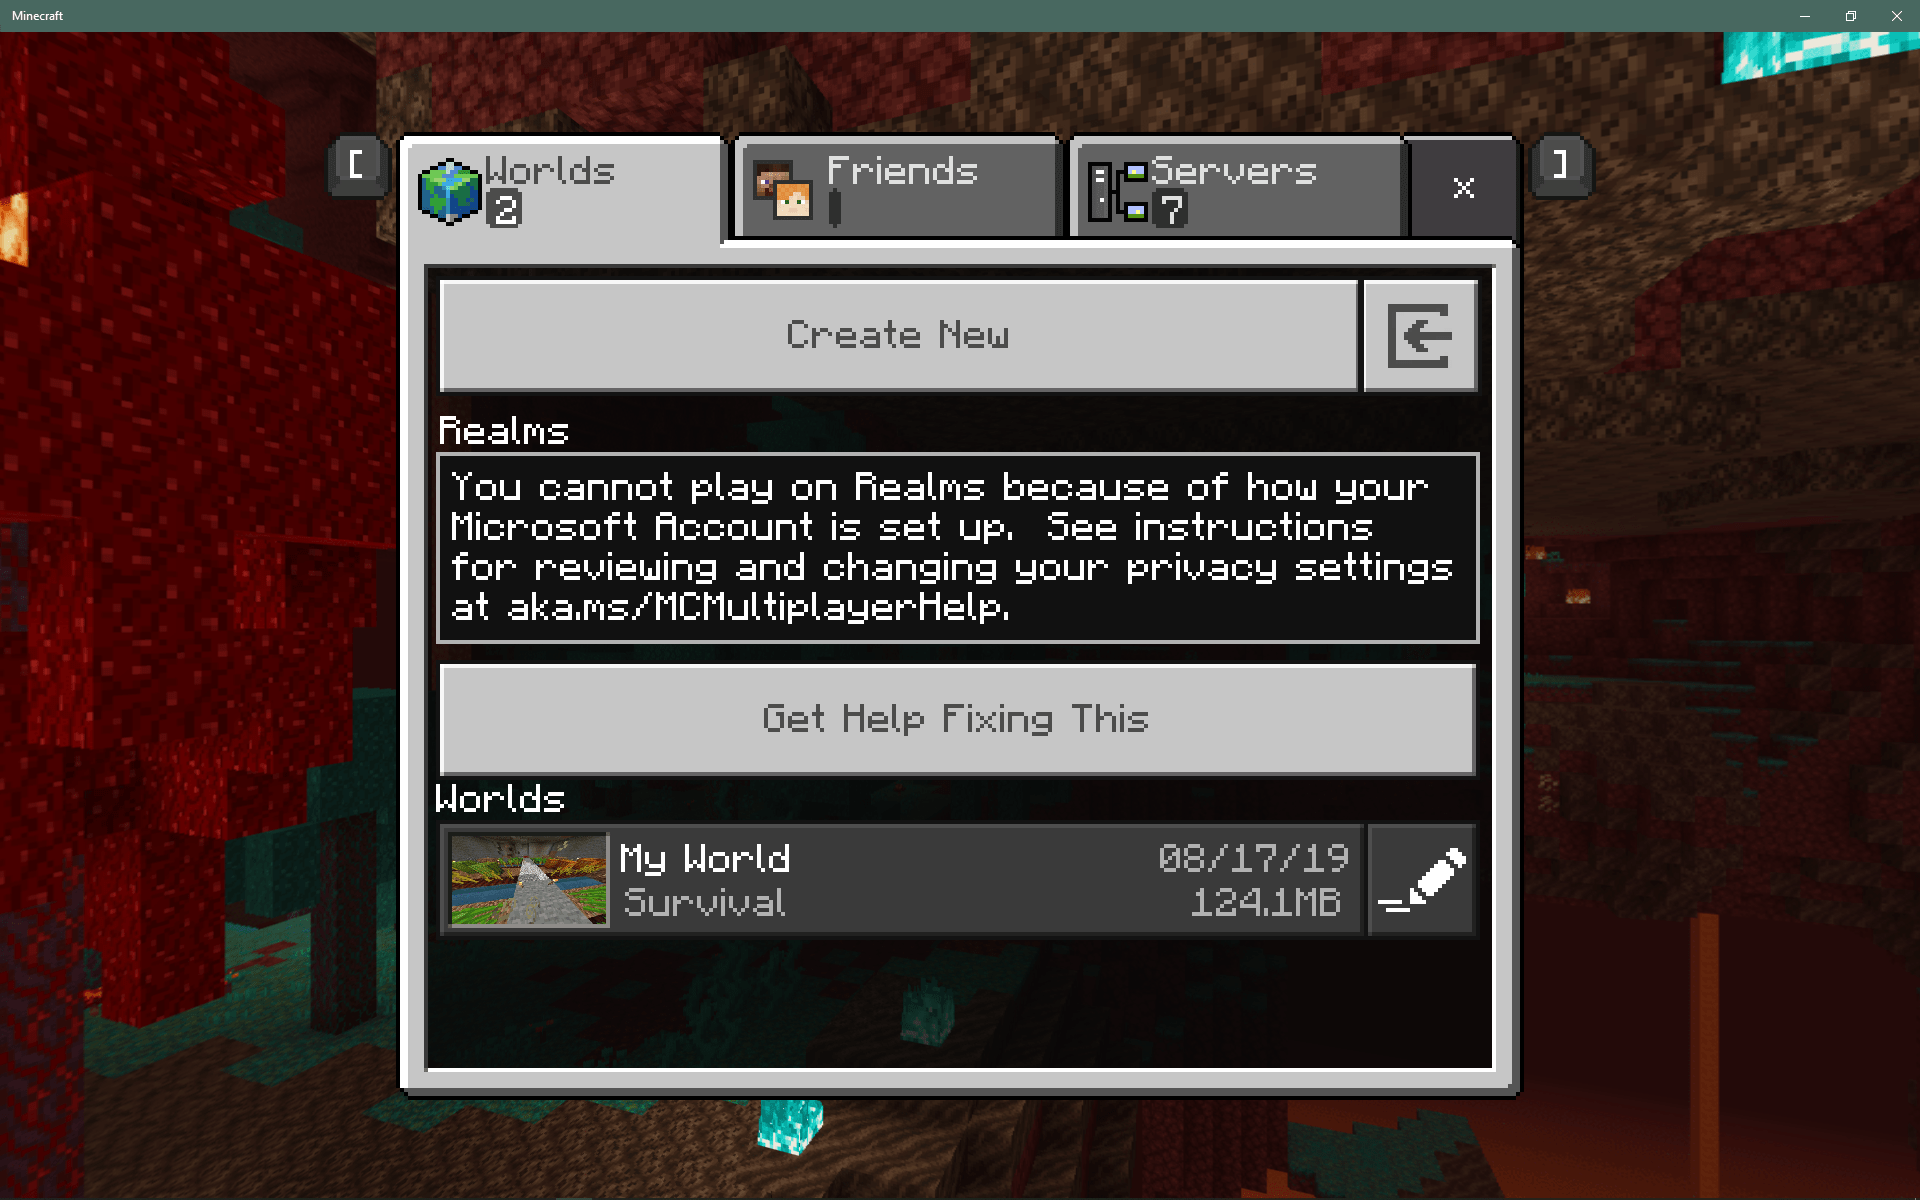 Minecraft
[
Worlds
2
Friends
Servers
7
x
]
Create New
Realms
You cannot play on Realms because of how your
Microsoft Account is set up.  See instructions
for reviewing and changing your privacy settings
at aka.ms/MCMultiplayerHelp.
Get Help Fixing This
Worlds
My World
08/17/19
Survival
124.1MB